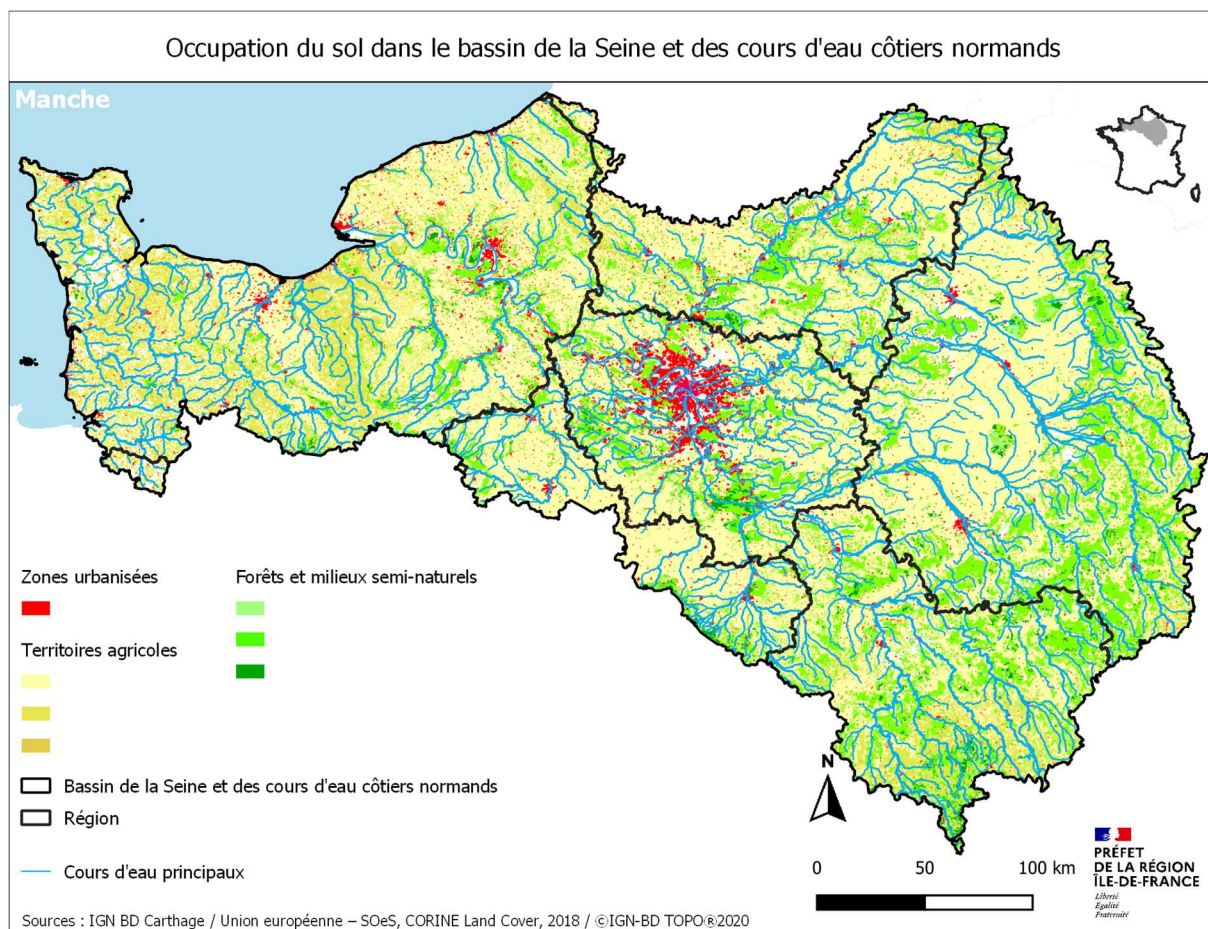 Occupation du sol dans le bassin de la Seine et des cours d'eau côtiers normands
Manche
Zones urbanisées
Forêts et milieux semi-naturels
Territoires agricoles
Bassin de la Seine et des cours d'eau côtiers normands
Région
Cours d'eau principaux
N
0 50 100 km
PRÉFET
DE LA RÉGION
ÎLE-DE-FRANCE
Liberté
Égalité
Fraternité
Sources : IGN BD Carthage / Union européenne – SOeS, CORINE Land Cover, 2018 / ©IGN-BD TOPO®2020